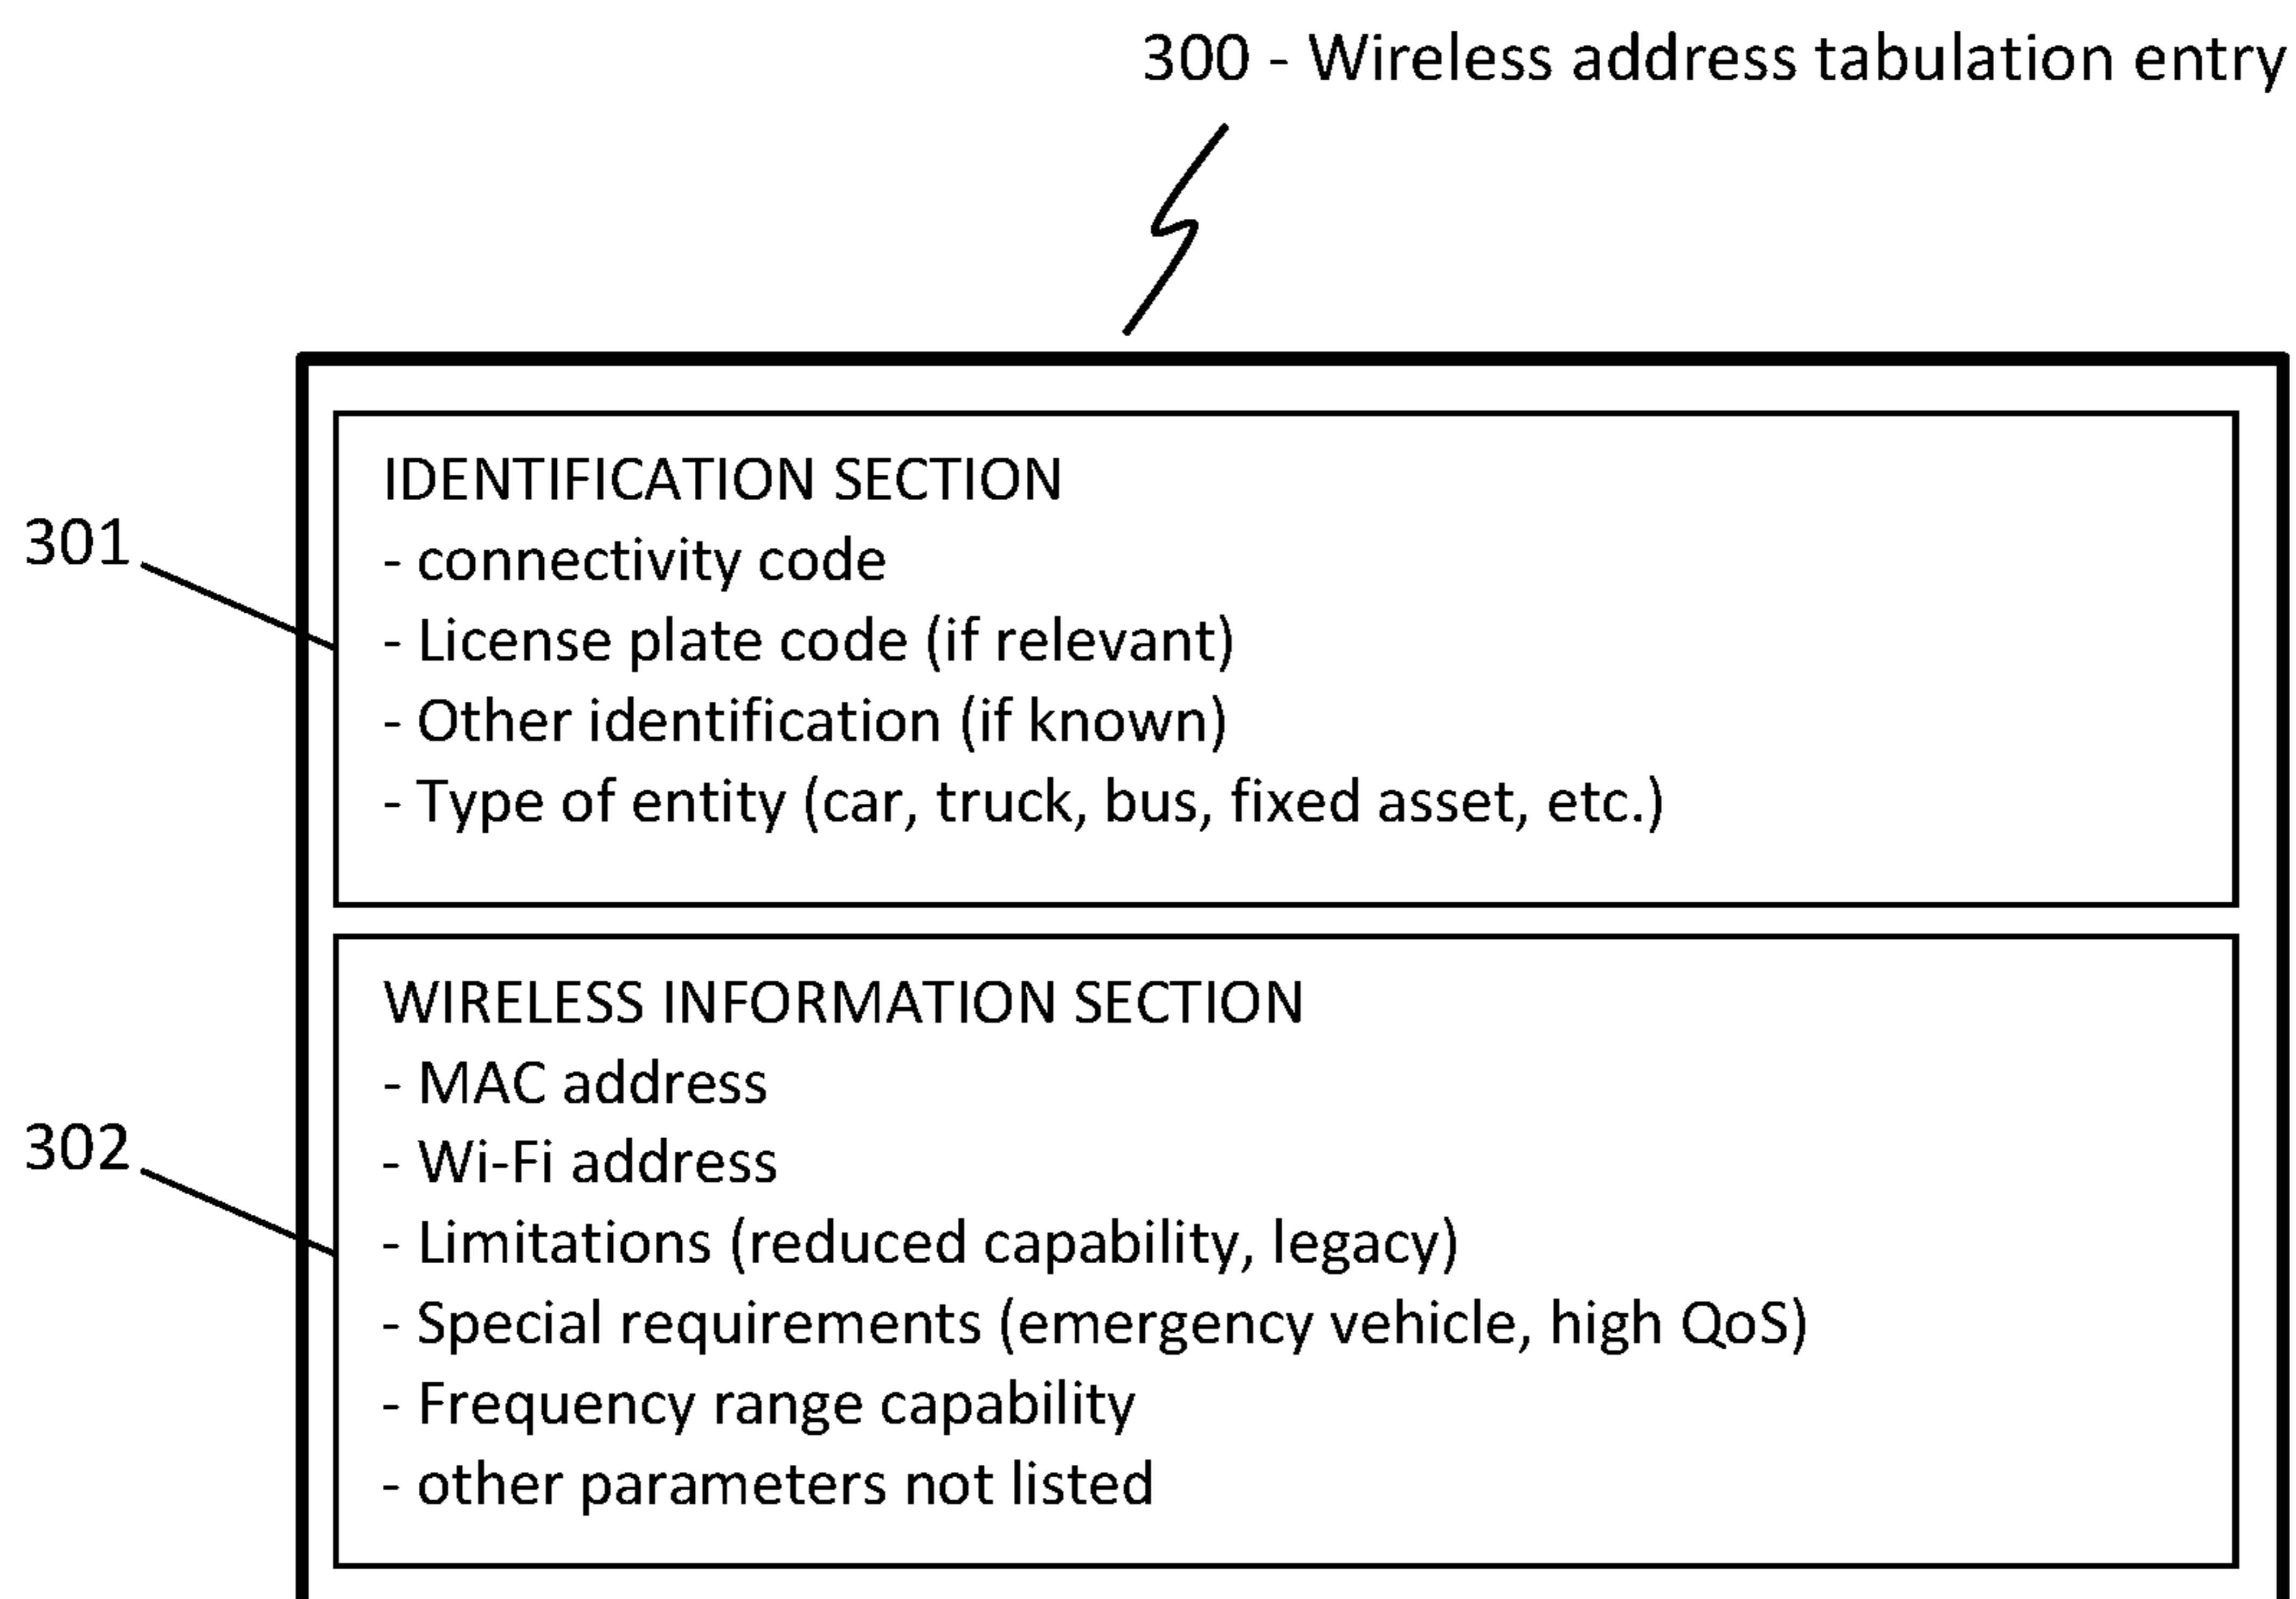 300 - Wireless address tabulation entry
IDENTIFICATION SECTION
301
- connectivity code
- License plate code (if relevant)
- Other identification (if known)
- Type of entity (car, truck, bus, fixed asset, etc.)
WIRELESS INFORMATION SECTION
- MAC address
302
- Wi-Fi address
- Limitations (reduced capability, legacy)
- Special requirements (emergency vehicle, high QoS)
- Frequency range capability
- other parameters not listed